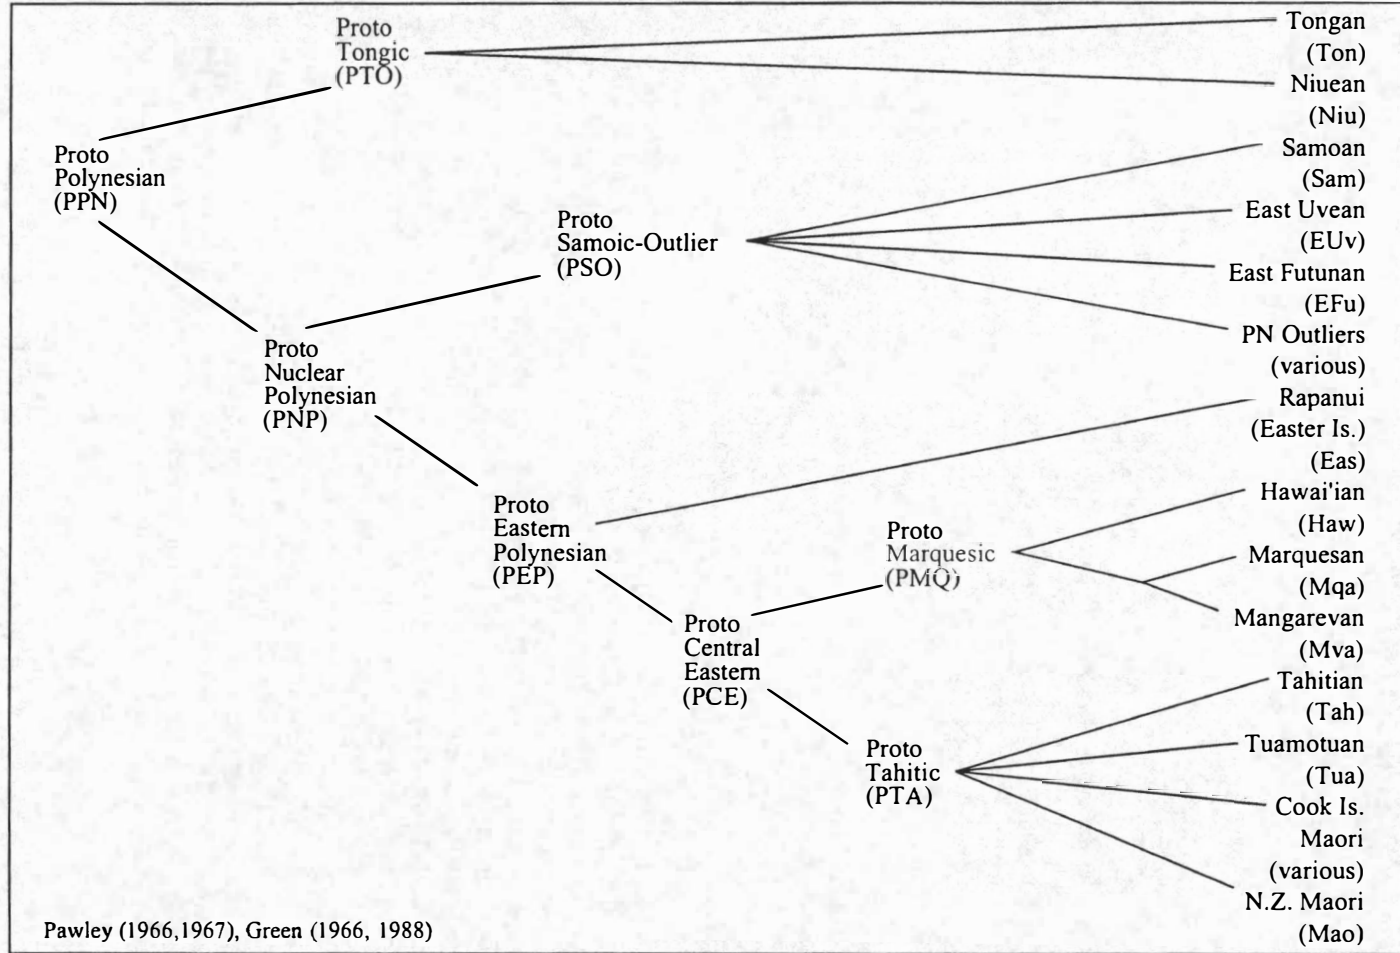 Proto
Tongic
(PTO)
Proto
Polynesian
(PPN)
Proto
Samoic-Outlier
(PSO)
Proto
Nuclear
Polynesian
(PNP)
Proto
Eastern
Polynesian
(PEP)
Proto
Marquesic
(PMQ)
Proto
Central
Eastern
(PCE)
Proto
Tahitic
(PTA)
Tongan
(Ton)
Niuean
(Niu)
Samoan
(Sam)
East Uvean
(EUv)
East Futunan
(EFu)
PN Outliers
(various)
Rapanui
(Easter Is.)
(Eas)
Hawai'ian
(Haw)
Marquesan
(Mqa)
Mangarevan
(Mva)
Tahitian
(Tah)
Tuamotuan
(Tua)
Cook Is.
Maori
(various)
N.Z. Maori
(Mao)
Pawley (1966,1967), Green (1966, 1988)